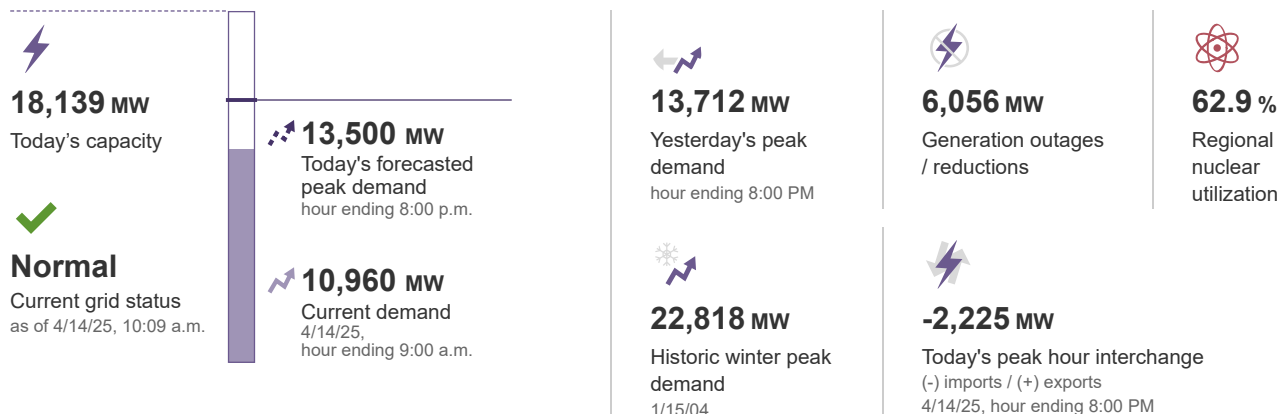 18,139 MW
Today’s capacity
Normal
Current grid status
as of 4/14/25, 10:09 a.m.
13,500 MW
Today's forecasted
peak demand
hour ending 8:00 p.m.
10,960 MW
Current demand
4/14/25,
hour ending 9:00 a.m.
13,712 MW
Yesterday's peak
demand
hour ending 8:00 PM
6,056 MW
Generation outages
/ reductions
62.9 %
Regional
nuclear
utilization
22,818 MW
Historic winter peak
demand
1/15/04
-2,225 MW
Today's peak hour interchange
(-) imports / (+) exports
4/14/25, hour ending 8:00 PM